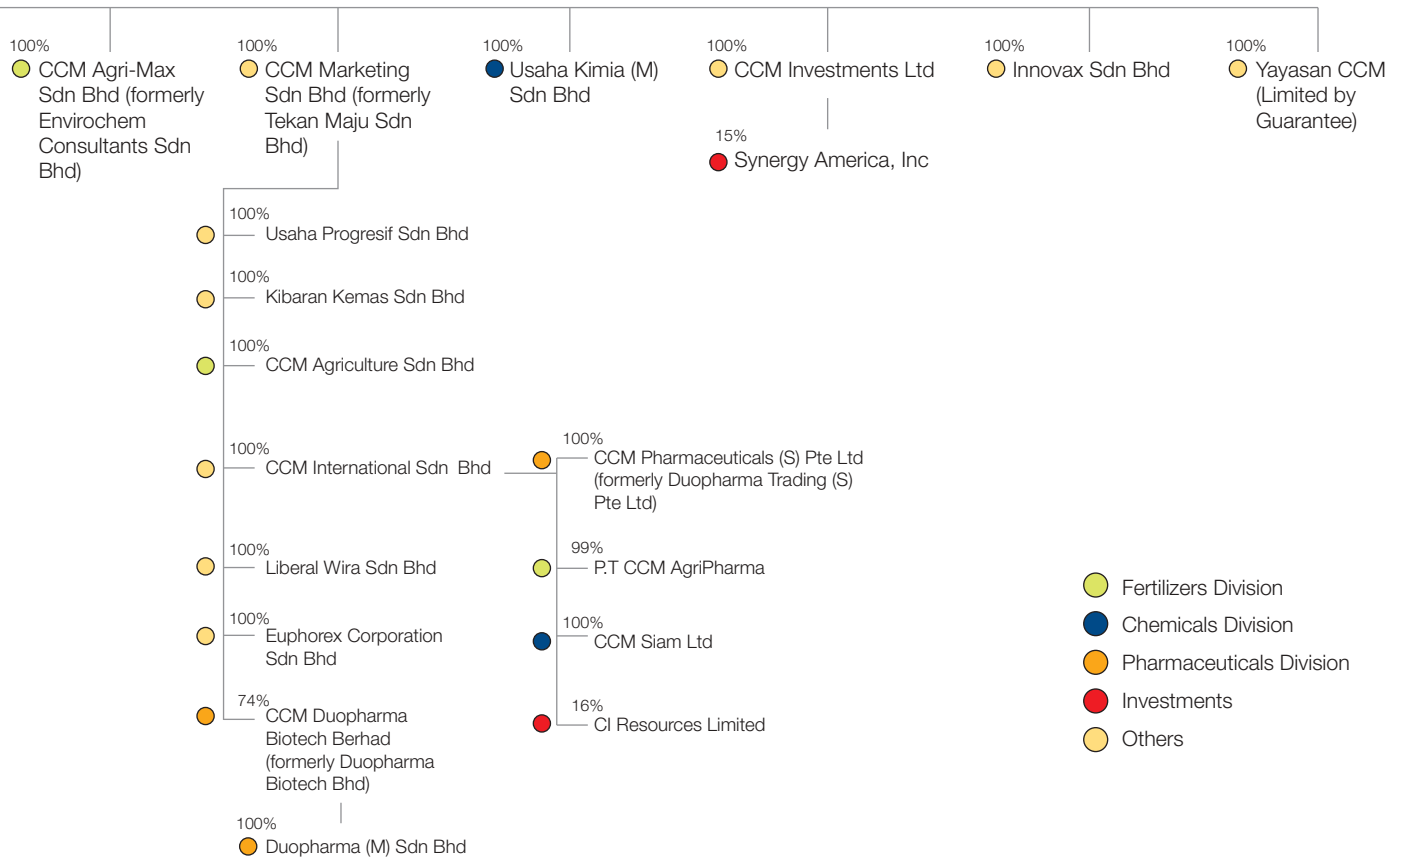 100%
CCM Agri-Max
Sdn Bhd (formerly
Envirochem
Consultants Sdn
Bhd)
100%
CCM Marketing
Sdn Bhd (formerly
Tekan Maju Sdn
Bhd)
100%
Usaha Kimia (M)
Sdn Bhd
100%
CCM Investments Ltd
15%
Synergy America, Inc
100%
Innovax Sdn Bhd
100%
Yayasan CCM
(Limited by
Guarantee)
100%
Usaha Progresif Sdn Bhd
100%
Kibaran Kemas Sdn Bhd
100%
CCM Agriculture Sdn Bhd
100%
CCM International Sdn Bhd
100%
Liberal Wira Sdn Bhd
100%
Euphorex Corporation
Sdn Bhd
74%
CCM Duopharma
Biotech Berhad
(formerly Duopharma
Biotech Bhd)
100%
Duopharma (M) Sdn Bhd
100%
CCM Pharmaceuticals (S) Pte Ltd
(formerly Duopharma Trading (S)
Pte Ltd)
99%
P.T CCM AgriPharma
100%
CCM Siam Ltd
16%
CI Resources Limited
Fertilizers Division
Chemicals Division
Pharmaceuticals Division
Investments
Others